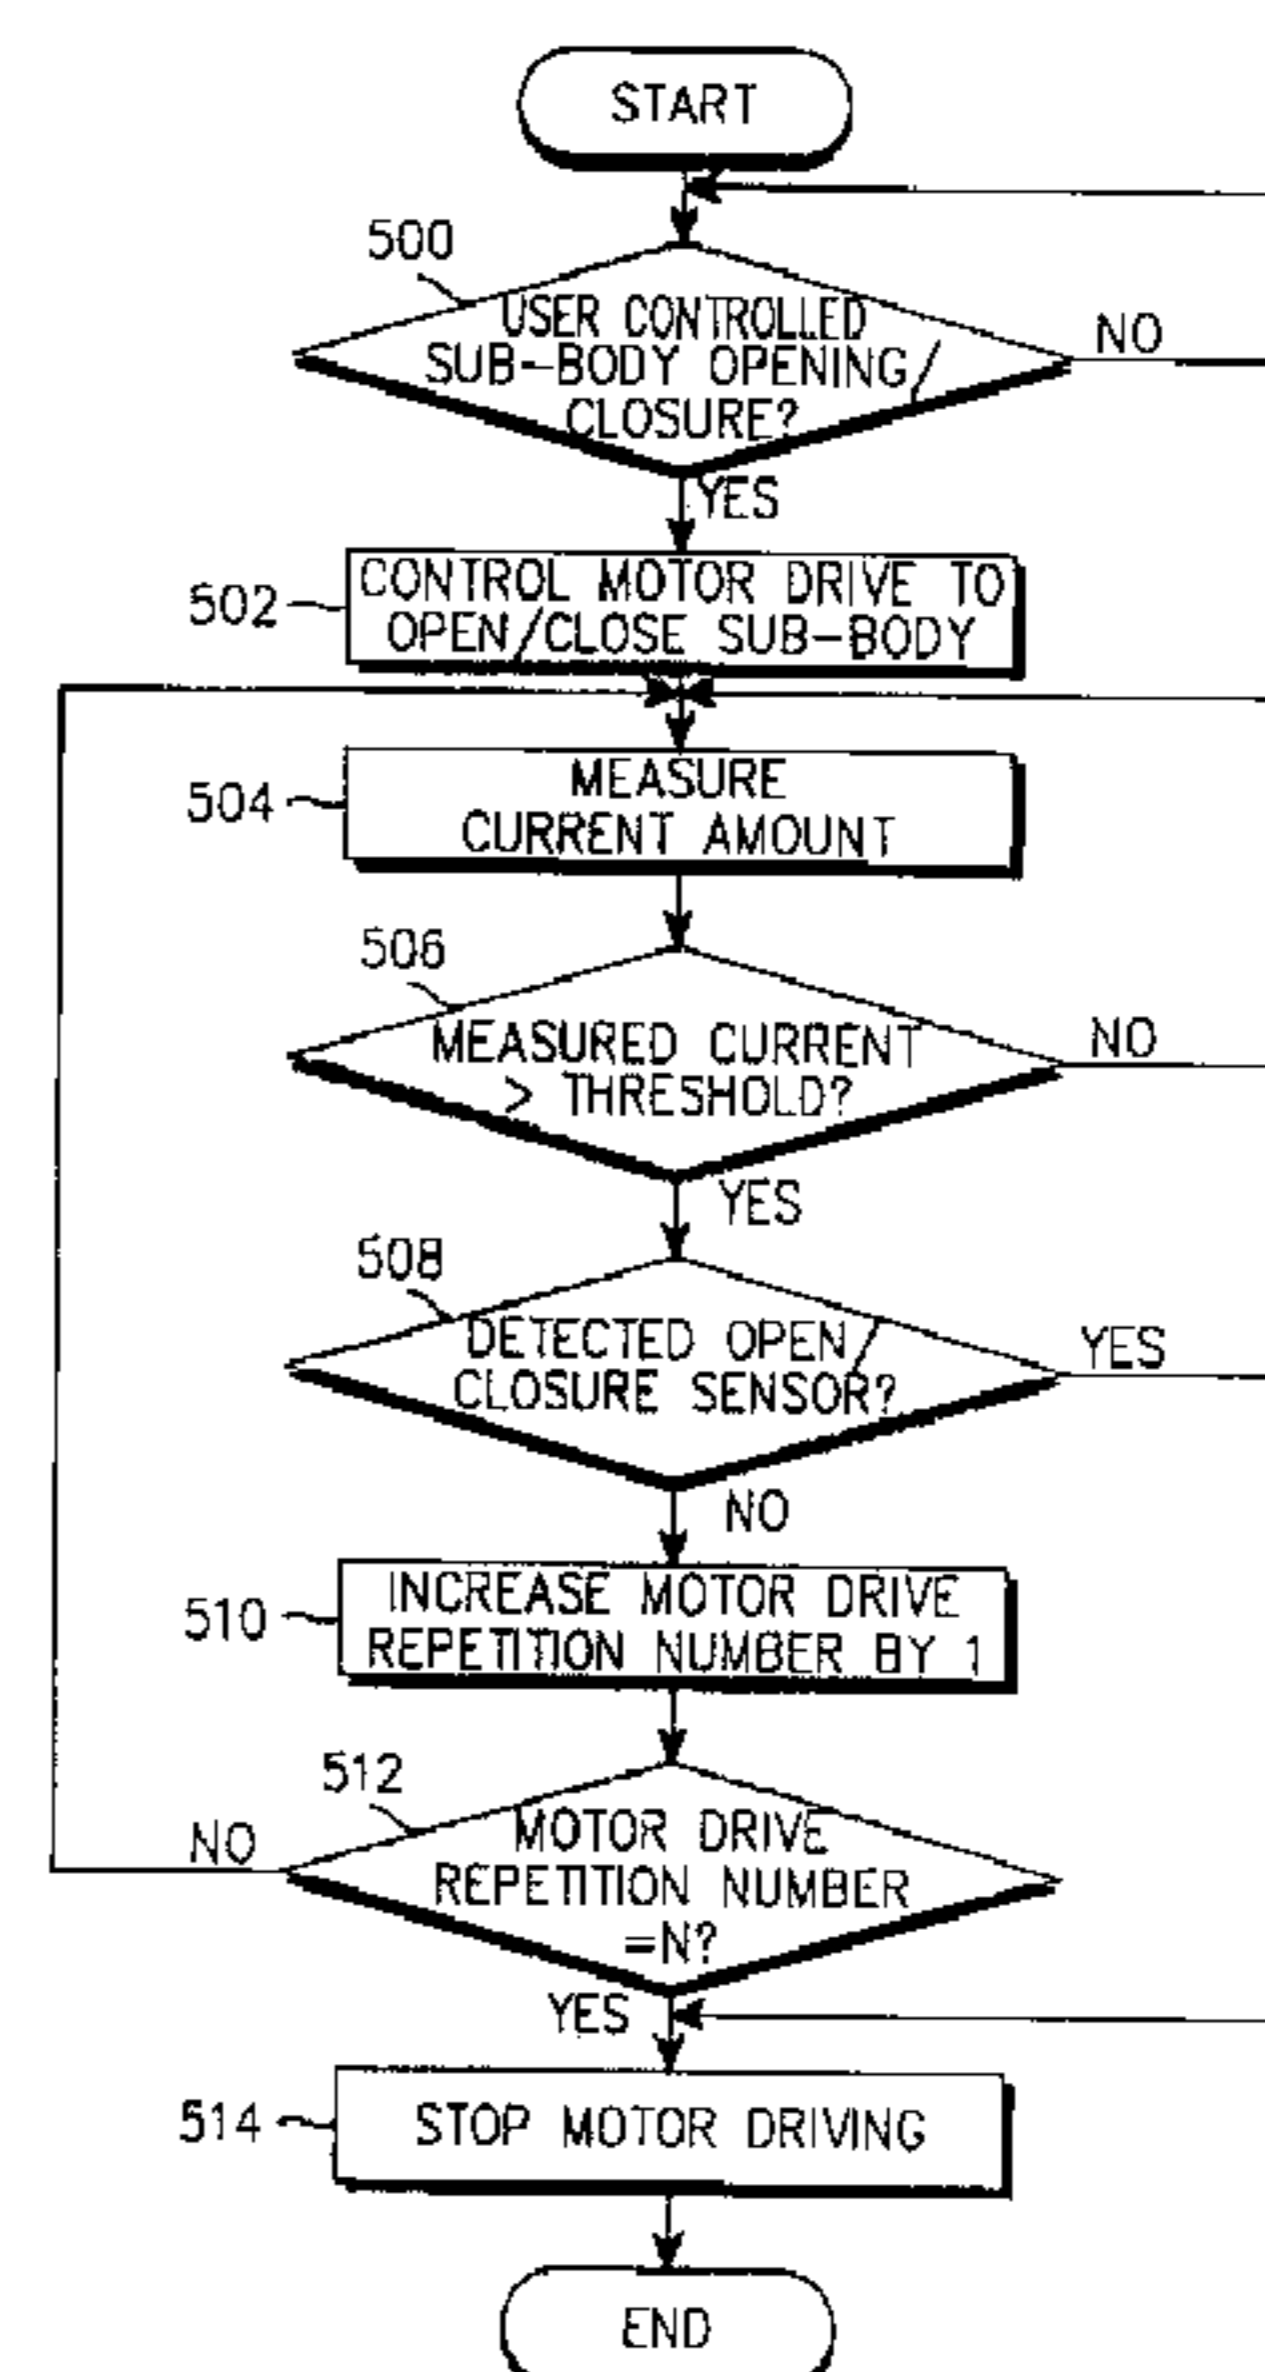 START
500
USER CONTROLLED
SUB-BODY OPENING/
CLOSURE?
NO
YES
502
CONTROL MOTOR DRIVE TO
OPEN/CLOSE SUB-BODY
504
MEASURE
CURRENT AMOUNT
506
MEASURED CURRENT
> THRESHOLD?
NO
YES
508
DETECTED OPEN/
CLOSURE SENSOR?
YES
NO
510
INCREASE MOTOR DRIVE
REPETITION NUMBER BY 1
512
MOTOR DRIVE
REPETITION NUMBER
=N?
NO
YES
514
STOP MOTOR DRIVING
END